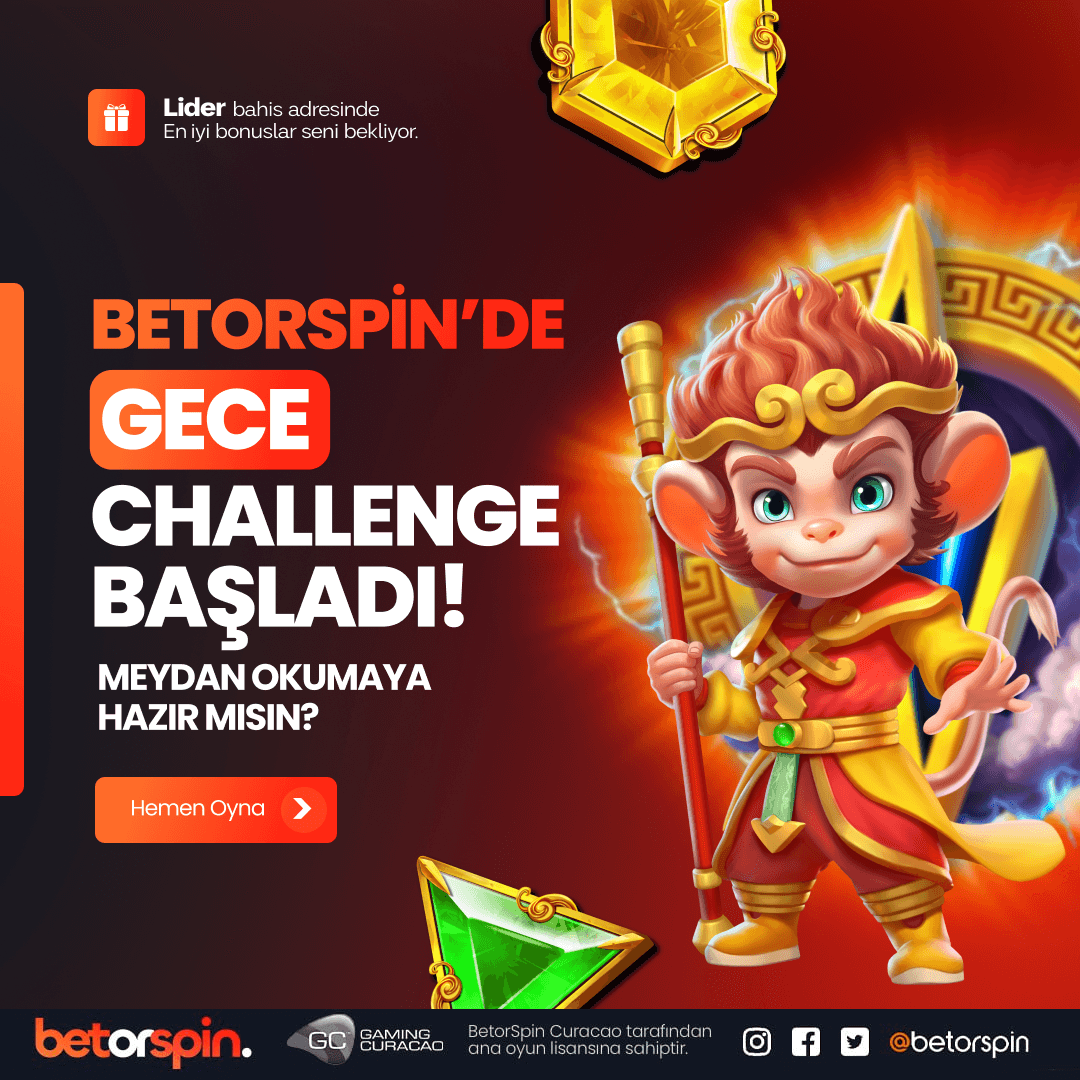 Lider bahis adresinde
En iyi bonuslar seni bekliyor.
BETORSPİN’DE
GECE
CHALLENGE
BAŞLADI!
MEYDAN OKUMAYA
HAZIR MISIN?
Hemen Oyna
betorspin.
GC
GAMING
CURACAO
BetorSpin Curacao tarafından
ana oyun lisansına sahiptir.
@betorspin